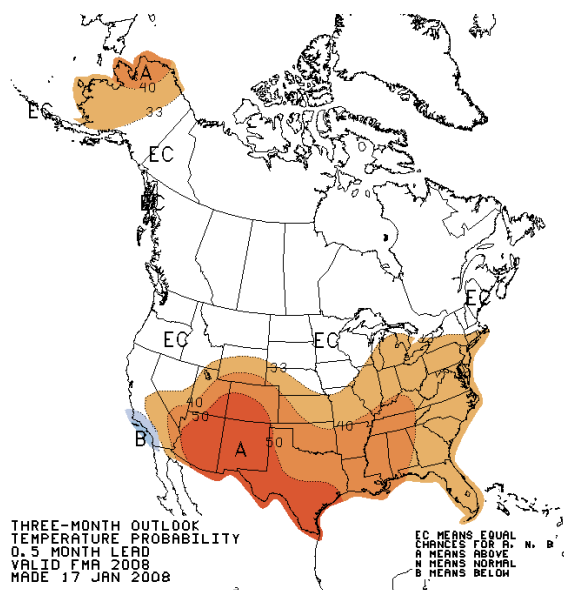 A
40
33
EC
EC
EC
EC
EC
EC
33
40
50
50
40
A
B
THREE-MONTH OUTLOOK
TEMPERATURE PROBABILITY
0.5 MONTH LEAD
VALID FMA 2008
MADE 17 JAN 2008
EC MEANS EQUAL
CHANCES FOR A, N, B
A MEANS ABOVE
N MEANS NORMAL
B MEANS BELOW